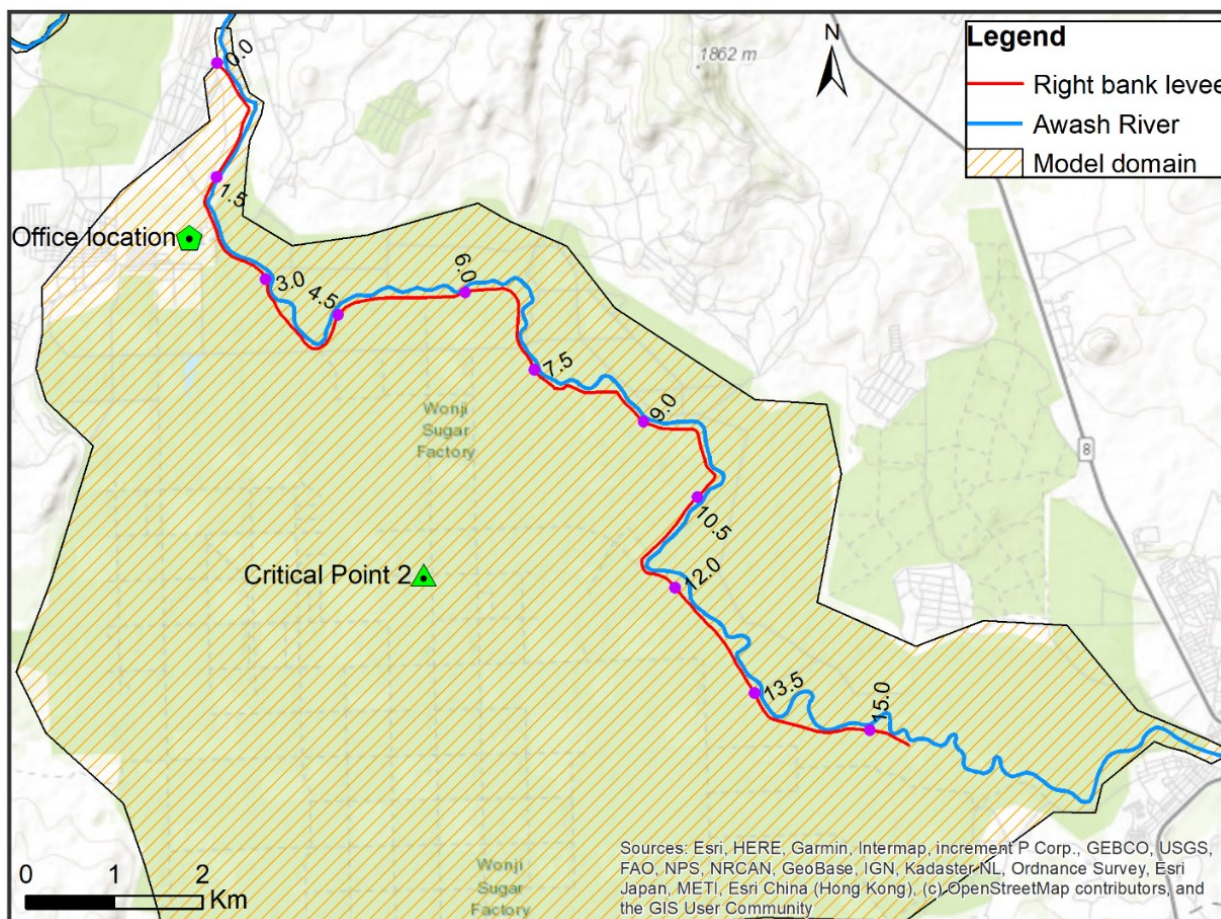 N
1862 m
Legend
Right bank levee
Awash River
Model domain
0.0
1.5
Office location
3.0
4.5
6.0
7.5
9.0
Wonji
Sugar
Factory
8
10.5
Critical Point 2
12.0
13.5
15.0
Wonji
Sugar
Factory
0 2
Km
Sources: Esri, HERE, Garmin, Intermap, increment P Corp., GEBCO, USGS,
FAO, NPS, NRCAN, GeoBase, IGN, Kadaster NL, Ordnance Survey, Esri
Japan, METI, Esri China (Hong Kong), (c) OpenStreetMap contributors, and
the GIS User Community
0 1 2